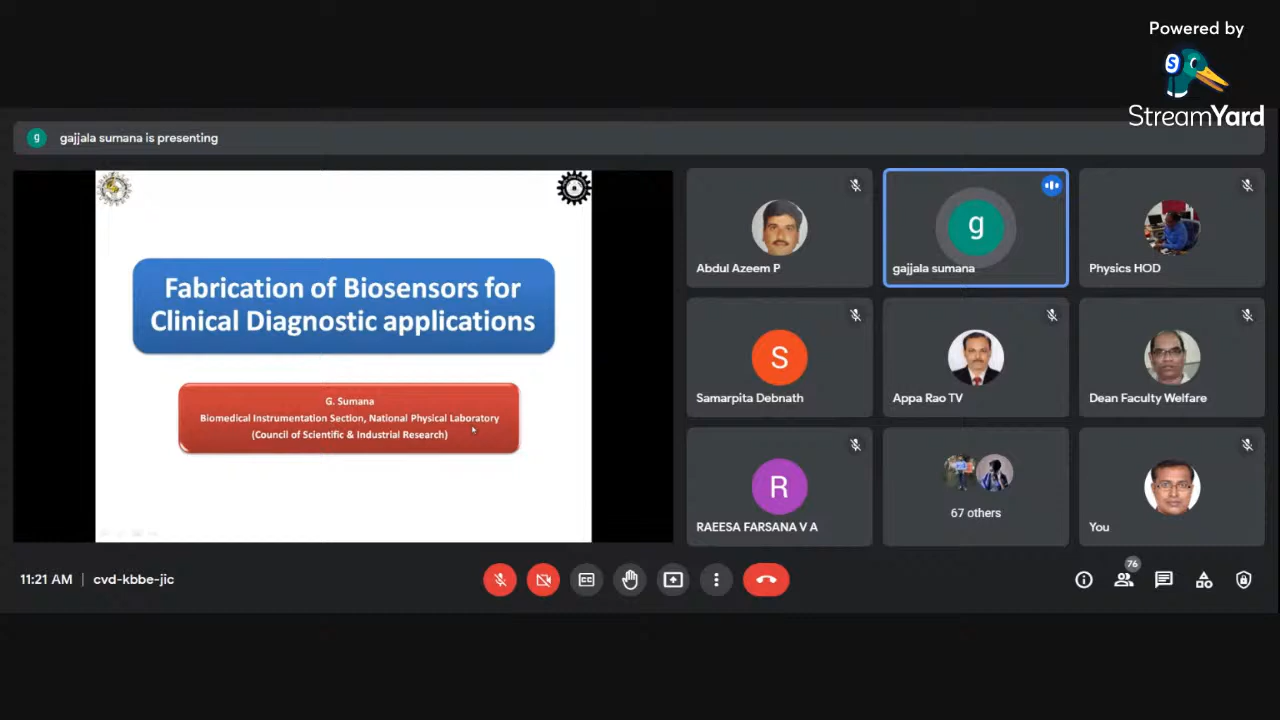 Powered by
StreamYard
g
gajjala sumana is presenting
Fabrication of Biosensors for
Clinical Diagnostic applications
G. Sumana
Biomedical Instrumentation Section, National Physical Laboratory
(Council of Scientific & Industrial Research)
Abdul Azeem P
g
gajjala sumana
Physics HOD
S
Samarpita Debnath
Appa Rao TV
Dean Faculty Welfare
R
RAEESA FARSANA V A
67 others
You
11:21 AM | cvd-kbbe-jic
76